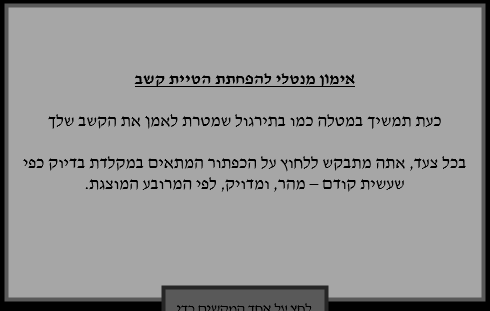 אימון מנטלי להפחתת הטיית קשב
כעת תמשיך במטלה כמו בתירגול שמטרת לאמן את הקשב שלך
בכל צעד, אתה מתבקש ללחוץ על הכפתור המתאים במקלדת בדיוק כפי
שעשית קודם – מהר, ומדויק, לפי המרובע המוצגת.
לחץ על אחד המקשים כדי